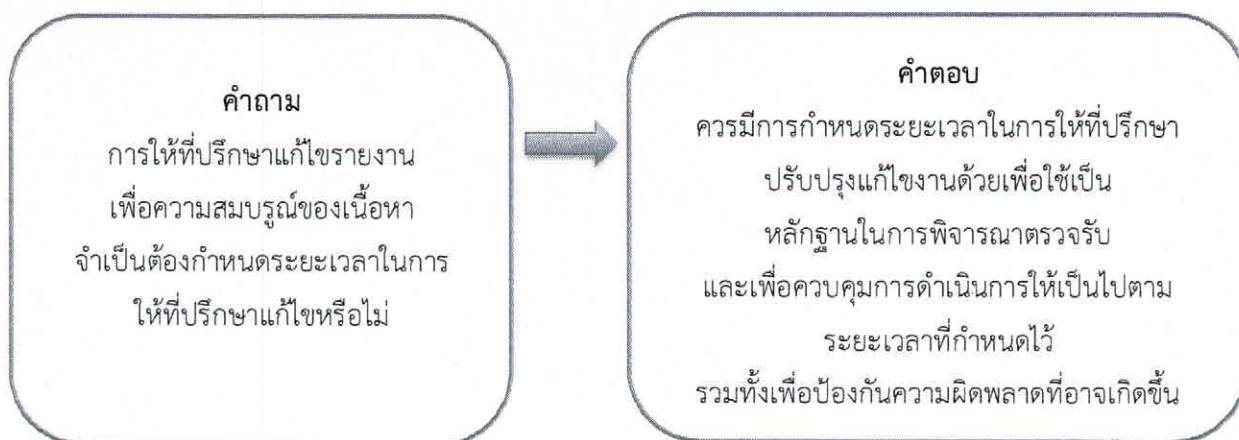 คำถาม
การให้ที่ปรึกษาแก้ไขรายงาน
เพื่อความสมบรูณ์ของเนื้อหา
จำเป็นต้องกำหนดระยะเวลาในการ
ให้ที่ปรึกษาแก้ไขหรือไม่
คำตอบ
ควรมีการกำหนดระยะเวลาในการให้ที่ปรึกษา
ปรับปรุงแก้ไขงานด้วยเพื่อใช้เป็น
หลักฐานในการพิจารณาตรวจรับ
และเพื่อควบคุมการดำเนินการให้เป็นไปตาม
ระยะเวลาที่กำหนดไว้
รวมทั้งเพื่อป้องกันความผิดพลาดที่อาจเกิดขึ้น